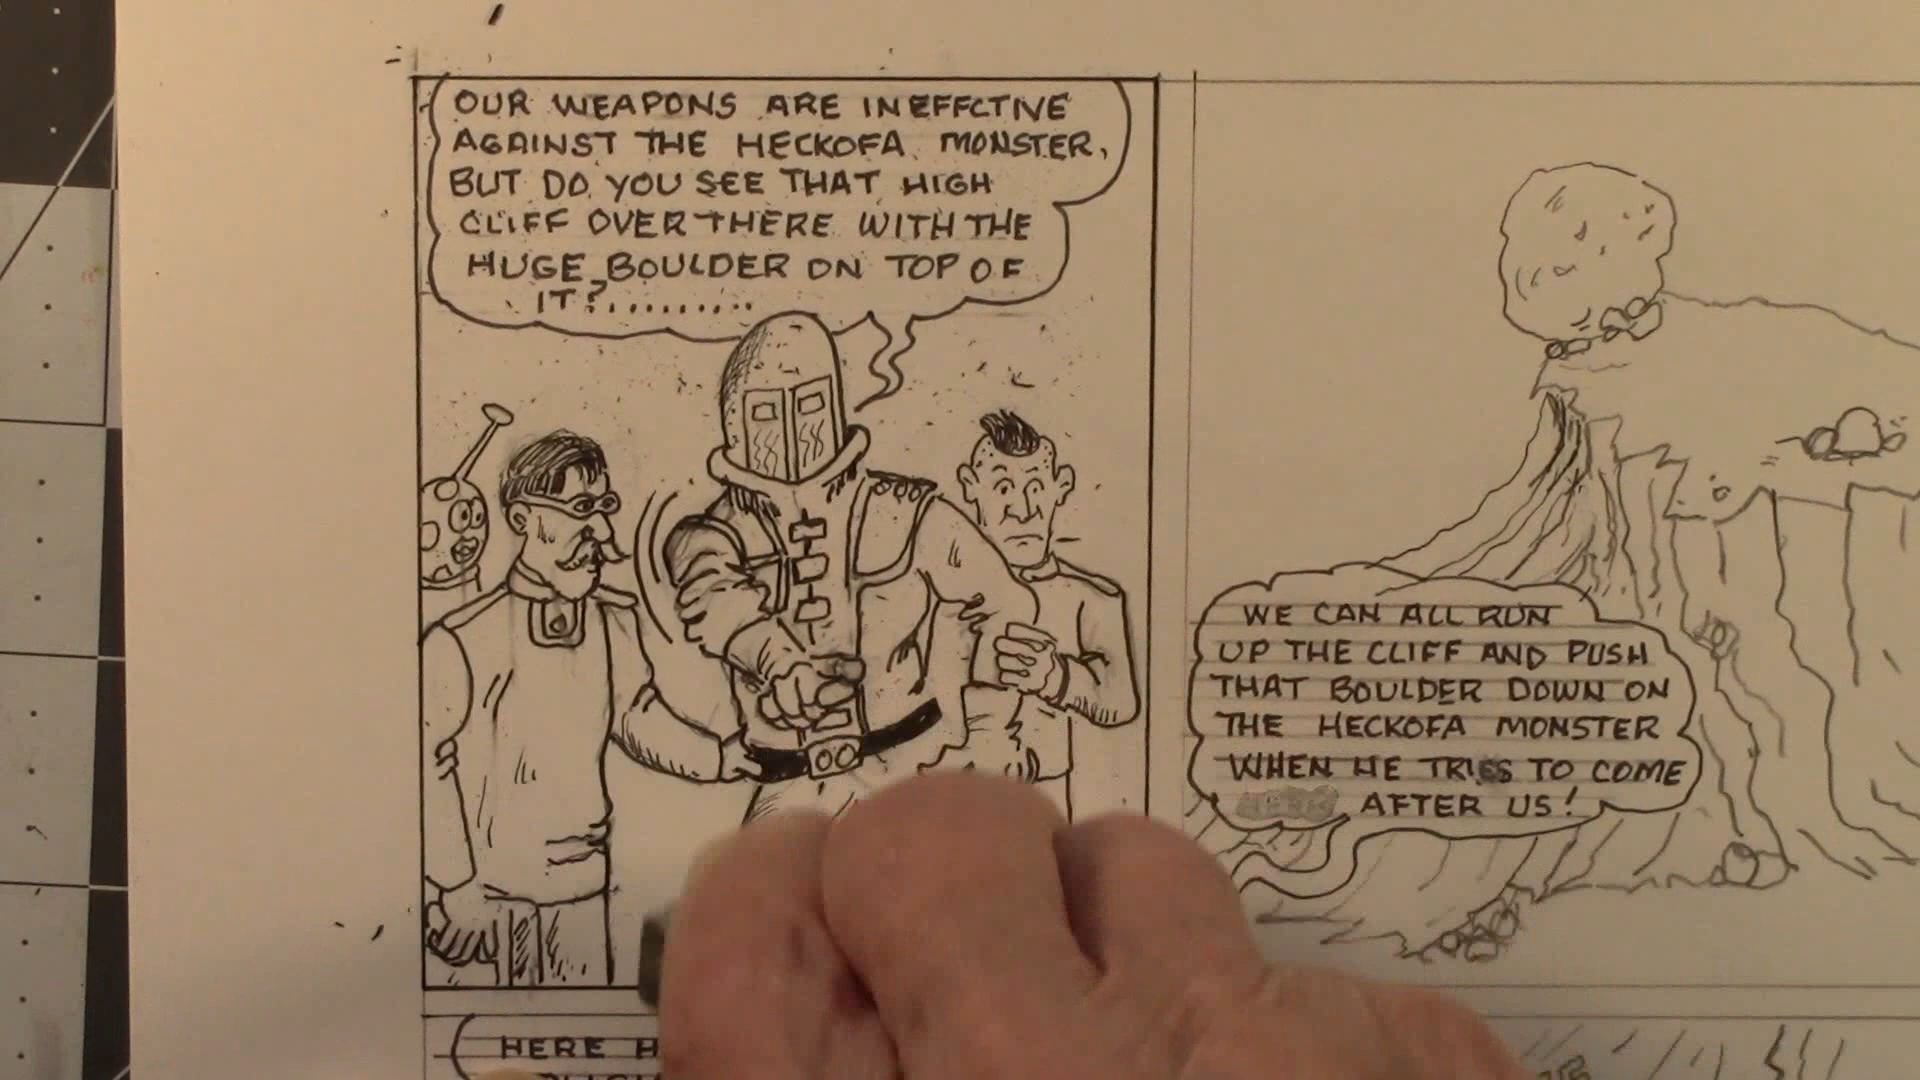 OUR WEAPONS ARE INEFFCTIVE
AGAINST THE HECKOFA MONSTER,
BUT DO YOU SEE THAT HIGH
CLIFF OVER THERE WITH THE
HUGE BOULDER ON TOP OF
IT?..........
WE CAN ALL RUN
UP THE CLIFF AND PUSH
THAT BOULDER DOWN ON
THE HECKOFA MONSTER
WHEN HE TRIES TO COME
AFTER US!
HERE